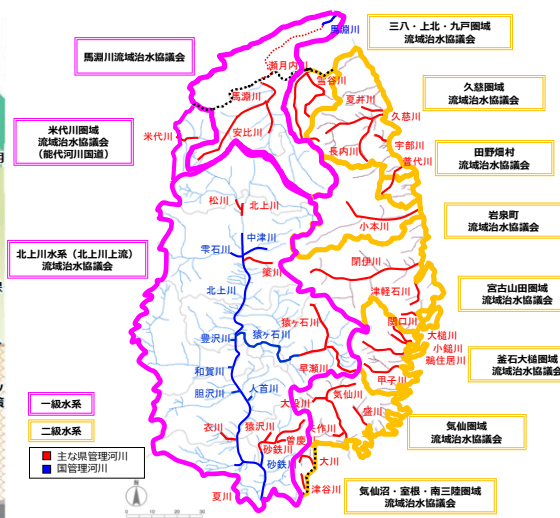 馬淵川
三八・上北・九戸圏域
流域治水協議会
馬淵川流域治水協議会
瀬月内川
雪谷川
久慈圏域
流域治水協議会
馬淵川
夏井川
久慈川
米代川圏域
流域治水協議会
(能代河川国道)
米代川
安比川
長内川
宇部川
普代川
田野畑村
流域治水協議会
松川
北上川
小本川
岩泉町
流域治水協議会
北上川水系(北上川上流)
流域治水協議会
中津川
雫石川
簗川
閉伊川
北上川
津軽石川
宮古山田圏域
流域治水協議会
猿ヶ石川
関口川
豊沢川
猿ヶ石川
大槌川
小鎚川
鵜住居川
釜石大槌圏域
流域治水協議会
和賀川
早瀬川
甲子川
胆沢川
人首川
大股川
気仙川
一級水系
二級水系
盛川
気仙圏域
流域治水協議会
衣川
猿沢川
曽慶川
矢作川
主な県管理河川
国管理河川
砂鉄川
砂鉄川
大川
夏川
津谷川
気仙沼・室根・南三陸圏域
流域治水協議会
N
0
10
20
30